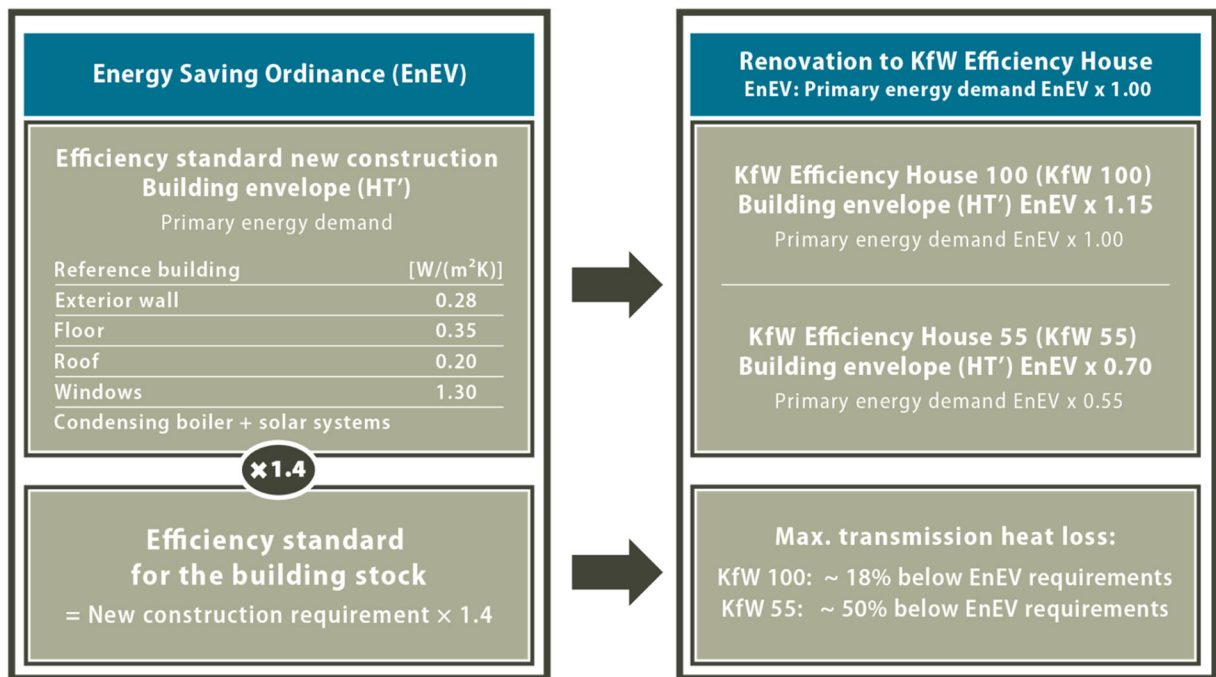 Energy Saving Ordinance (EnEV)
Efficiency standard new construction
Building envelope (HT’)
Primary energy demand
Reference building [W/(m²K)]
Exterior wall 0.28
Floor 0.35
Roof 0.20
Windows 1.30
Condensing boiler + solar systems
×1.4
Efficiency standard
for the building stock
= New construction requirement × 1.4
Renovation to KfW Efficiency House
EnEV: Primary energy demand EnEV x 1.00
KfW Efficiency House 100 (KfW 100)
Building envelope (HT’) EnEV x 1.15
Primary energy demand EnEV x 1.00
KfW Efficiency House 55 (KfW 55)
Building envelope (HT’) EnEV x 0.70
Primary energy demand EnEV x 0.55
Max. transmission heat loss:
KfW 100: ~ 18% below EnEV requirements
KfW 55: ~ 50% below EnEV requirements